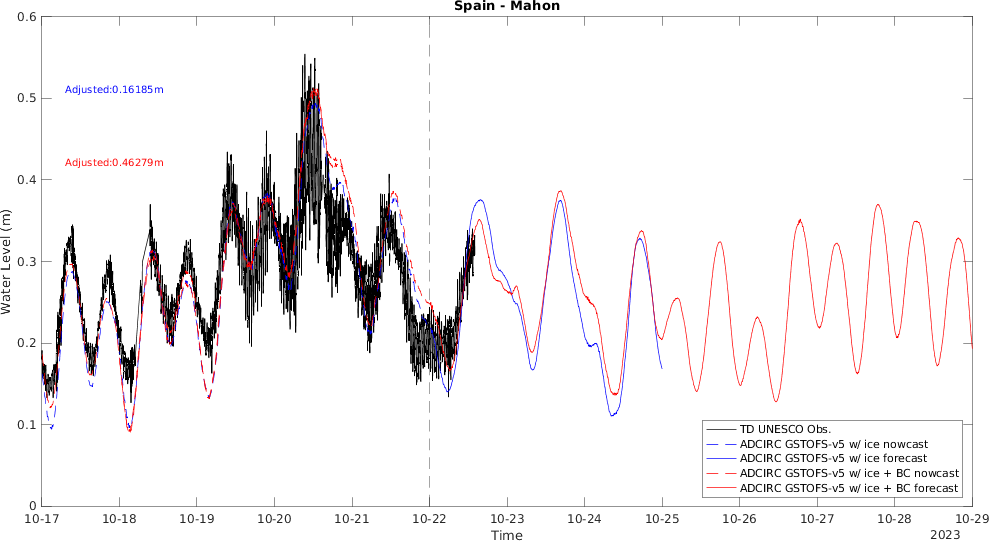 Spain - Mahon
0.6
0.5
0.4
0.3
0.2
0.1
0
Water Level (m)
Adjusted:0.16185m
Adjusted:0.46279m
TD UNESCO Obs.
ADCIRC GSTOFS-v5 w/ ice nowcast
ADCIRC GSTOFS-v5 w/ ice forecast
ADCIRC GSTOFS-v5 w/ ice + BC nowcast
ADCIRC GSTOFS-v5 w/ ice + BC forecast
10-17 10-18 10-19 10-20 10-21 10-22 10-23 10-24 10-25 10-26 10-27 10-28 10-29
Time
2023